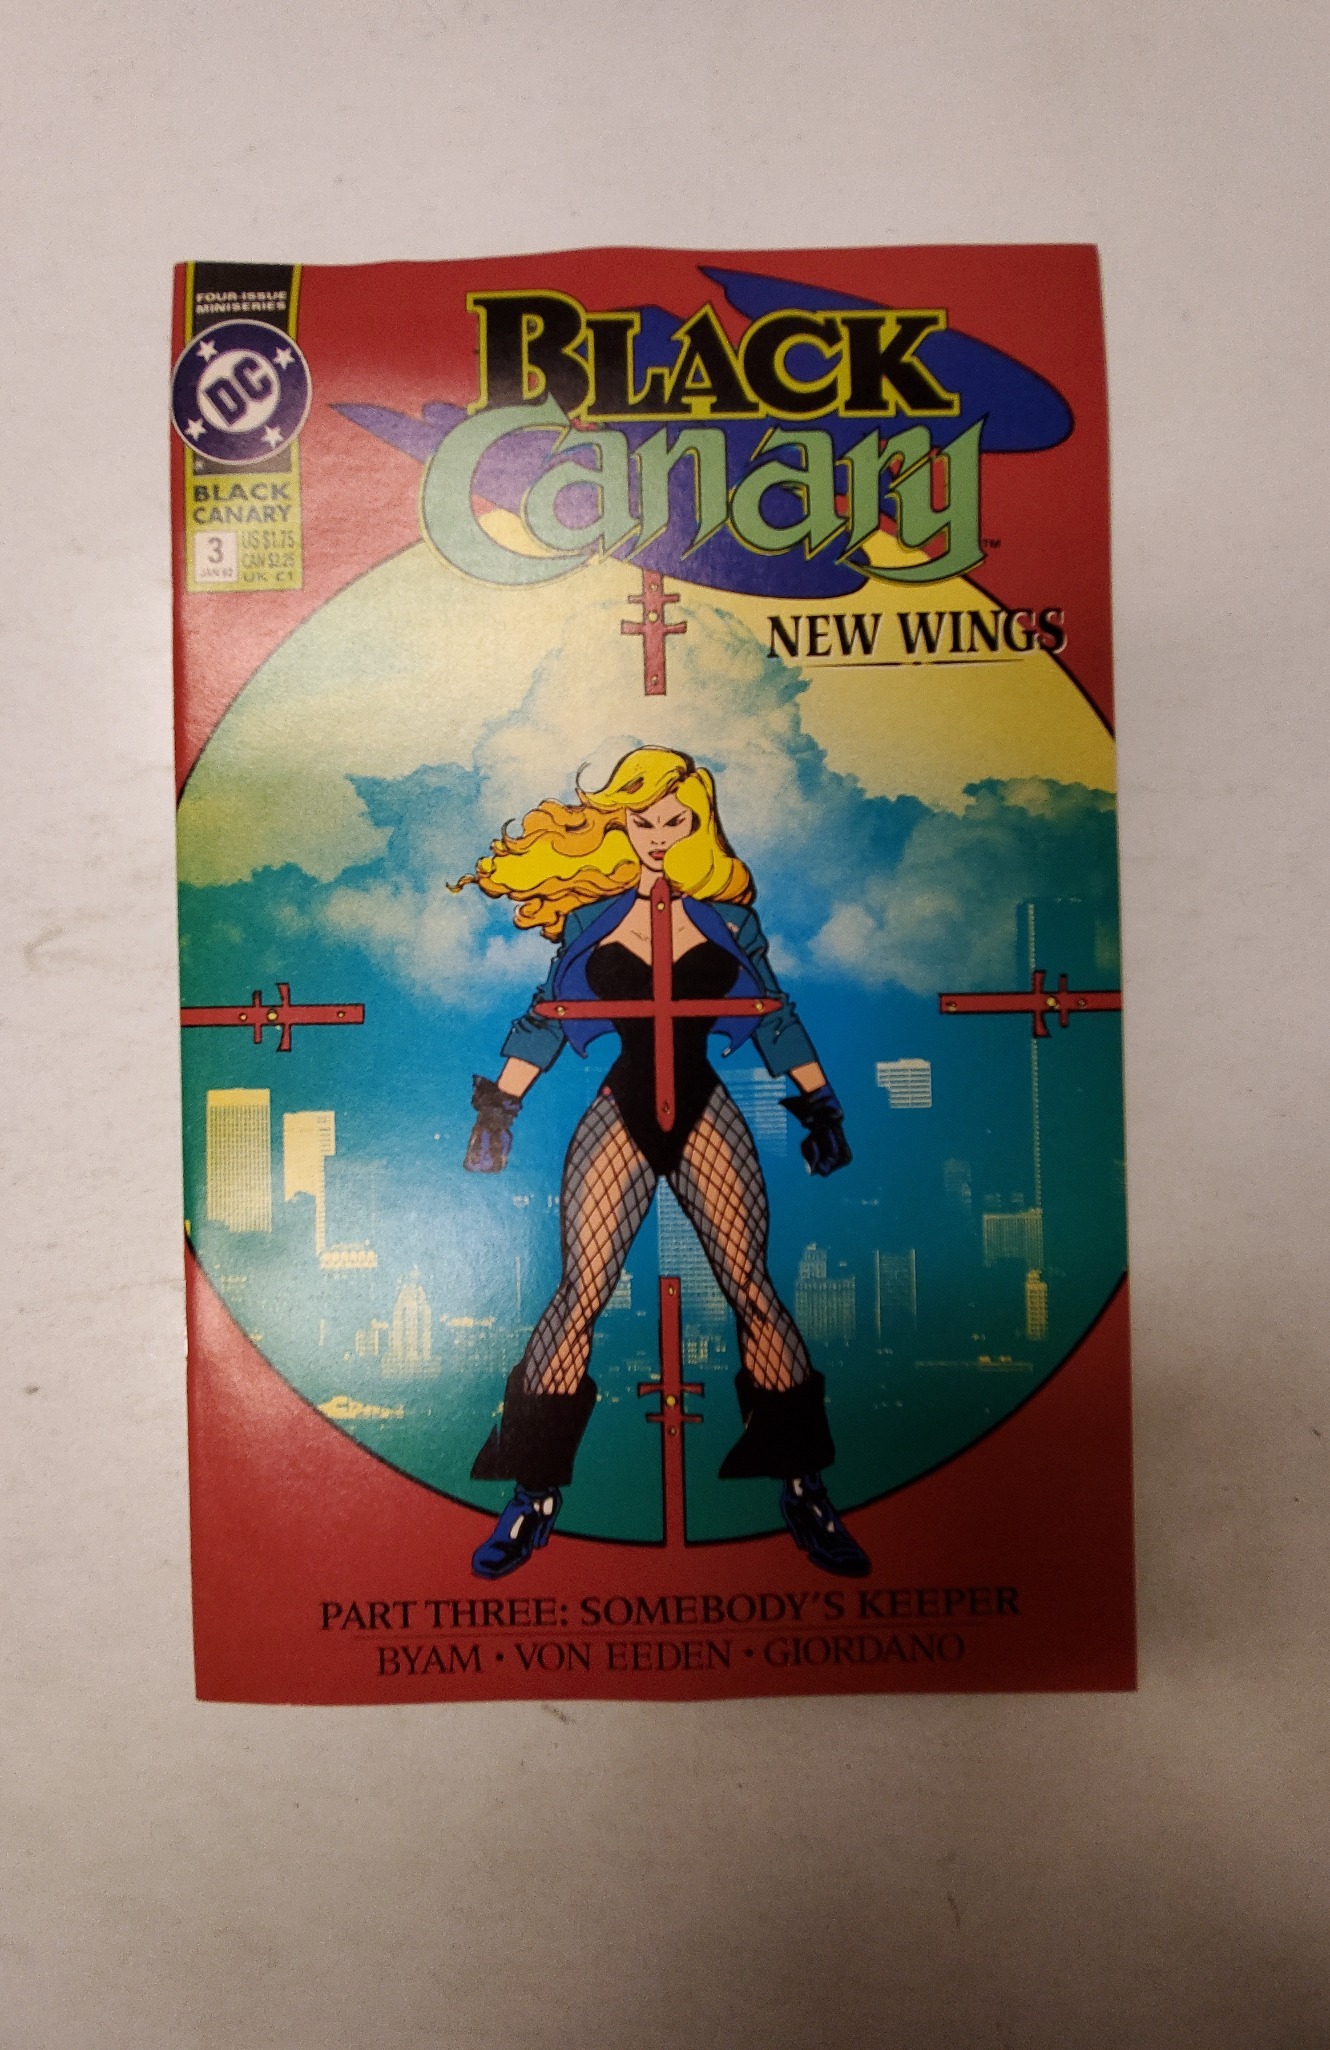 FOUR-ISSUE
MINISERIES
DC
BLACK
CANARY
3
JAN 92
US $1.75
CAN $2.25
UK £1
BLACK
Canary
TM
NEW WINGS
PART THREE: SOMEBODY'S KEEPER
BYAM • VON EEDEN • GIORDANO